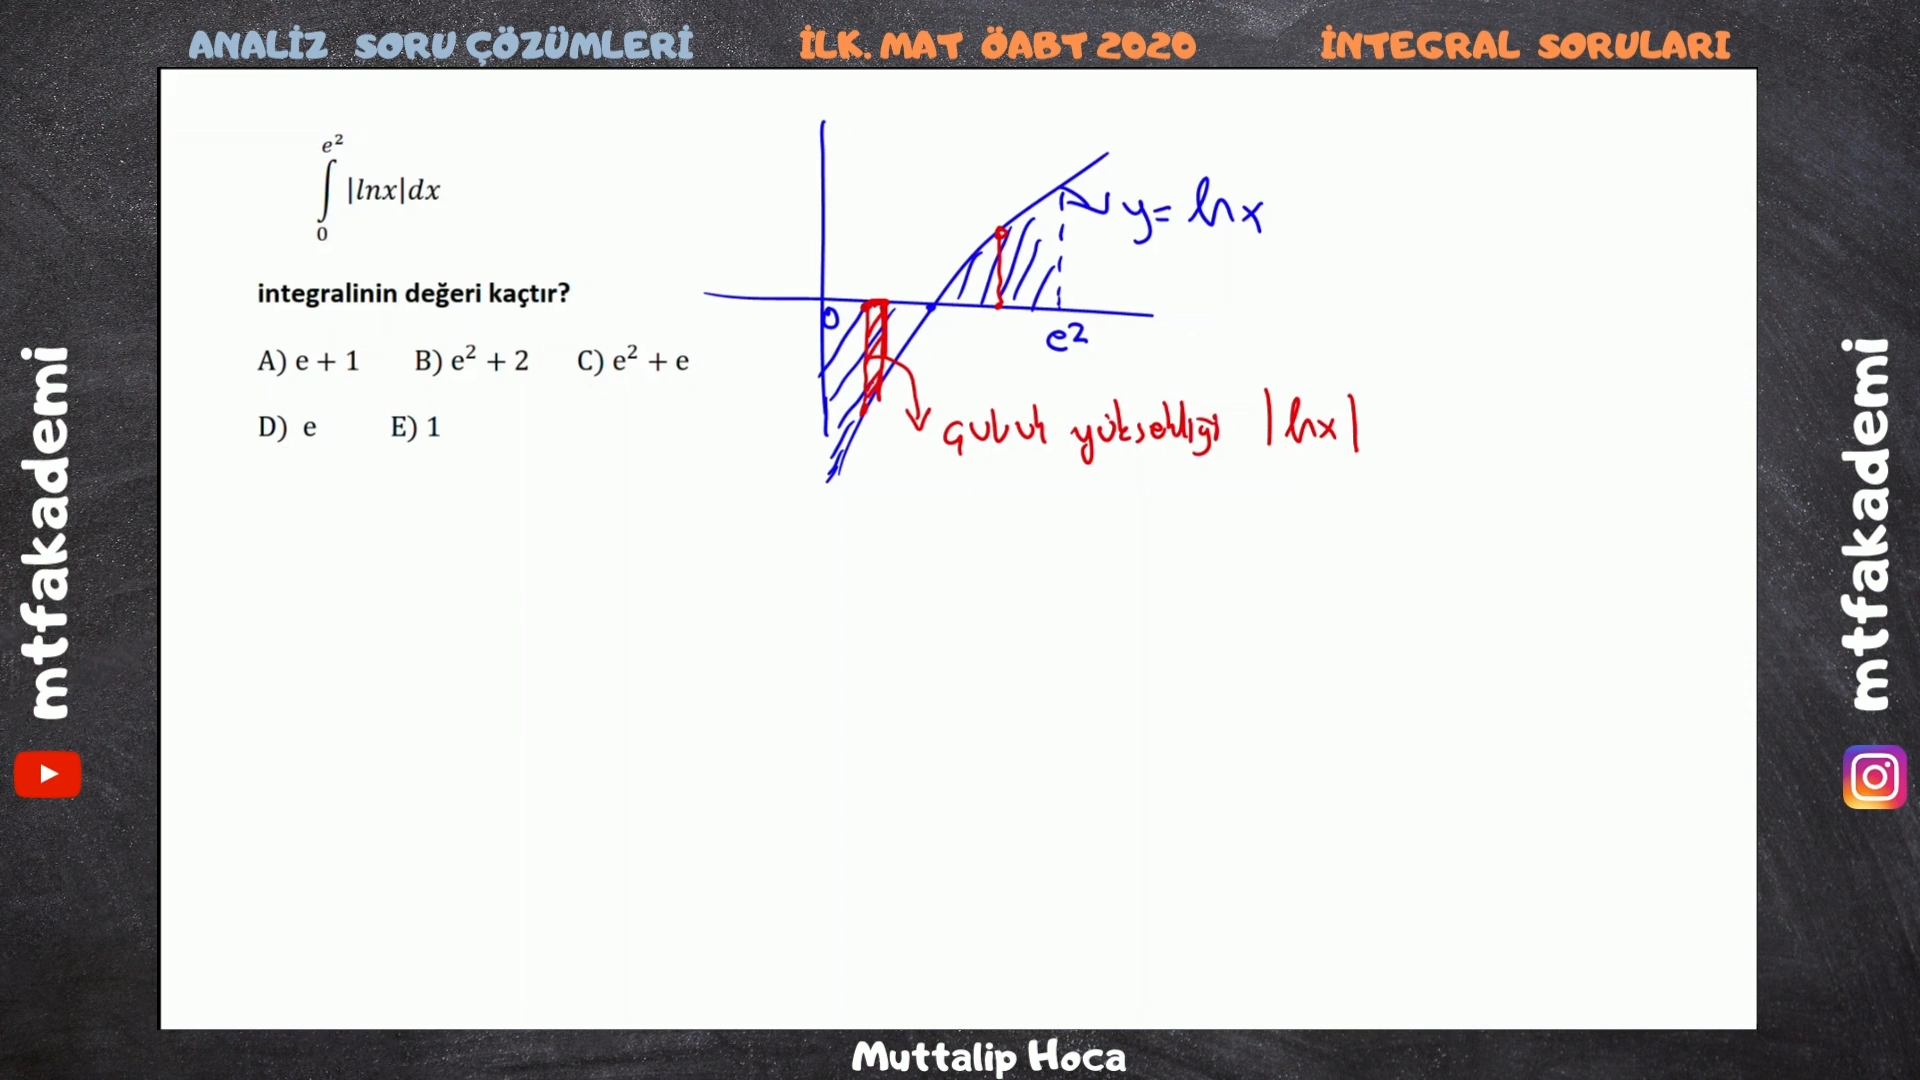 ANALİZ SORU ÇÖZÜMLERİ İLK. MAT ÖABT 2020 İNTEGRAL SORULARI
e²
∫ |lnx|dx
0
integralinin değeri kaçtır?
A) e + 1 B) e² + 2 C) e² + e
D) e E) 1
y = lnx
0
e²
çubuk yüksekliği |lnx|
mtfakademi
mtfakademi
Muttalip Hoca